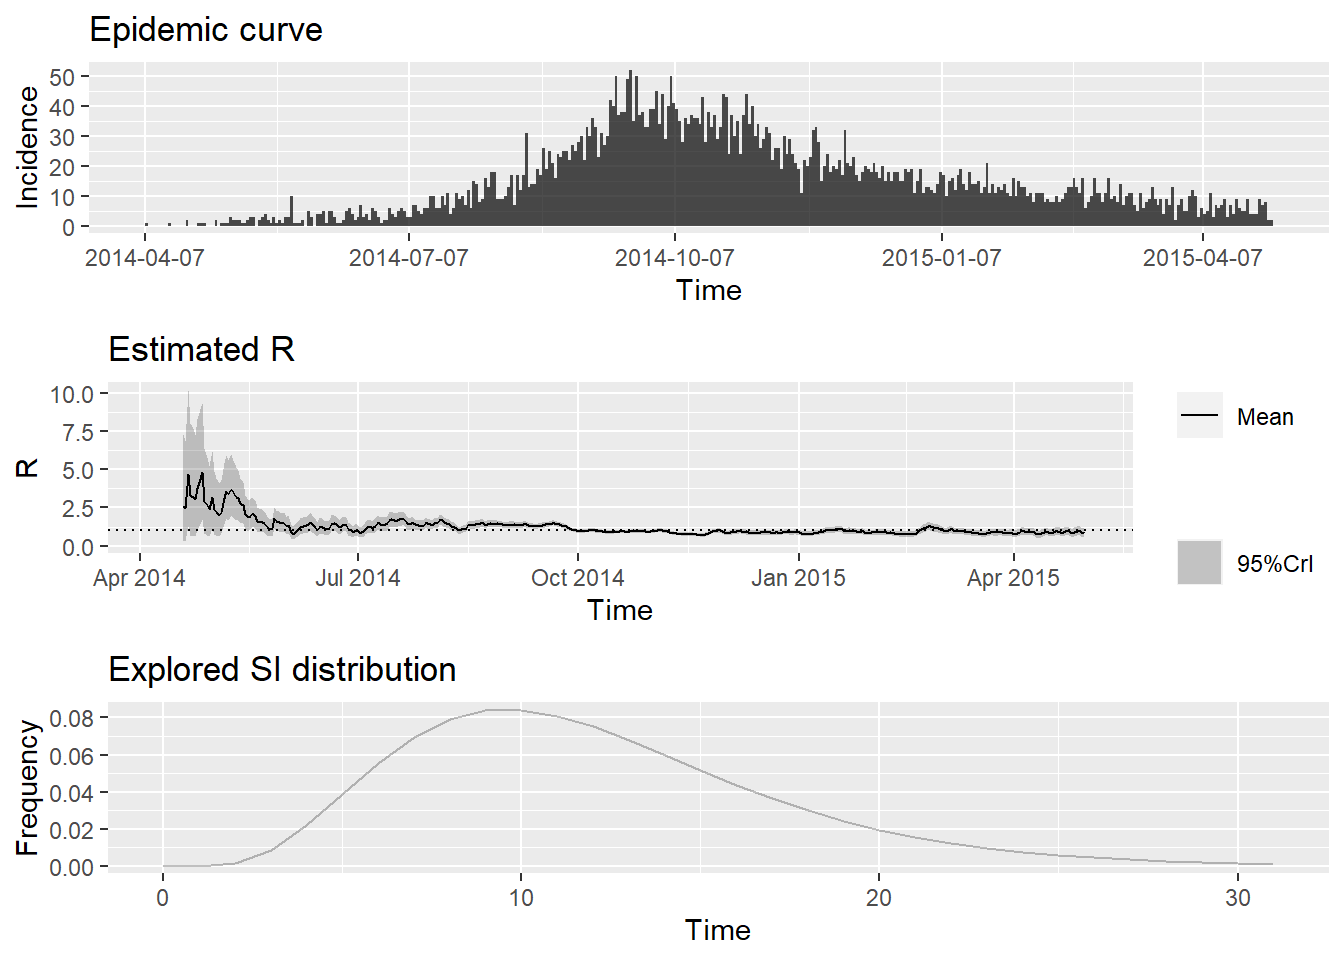 Epidemic curve
Incidence
50
40
30
20
10
0
2014-04-07 2014-07-07 2014-10-07 2015-01-07 2015-04-07
Time
Estimated R
R
10.0
7.5
5.0
2.5
0.0
Apr 2014 Jul 2014 Oct 2014 Jan 2015 Apr 2015
Time
Mean
95%CrI
Explored SI distribution
Frequency
0.08
0.06
0.04
0.02
0.00
0 10 20 30
Time